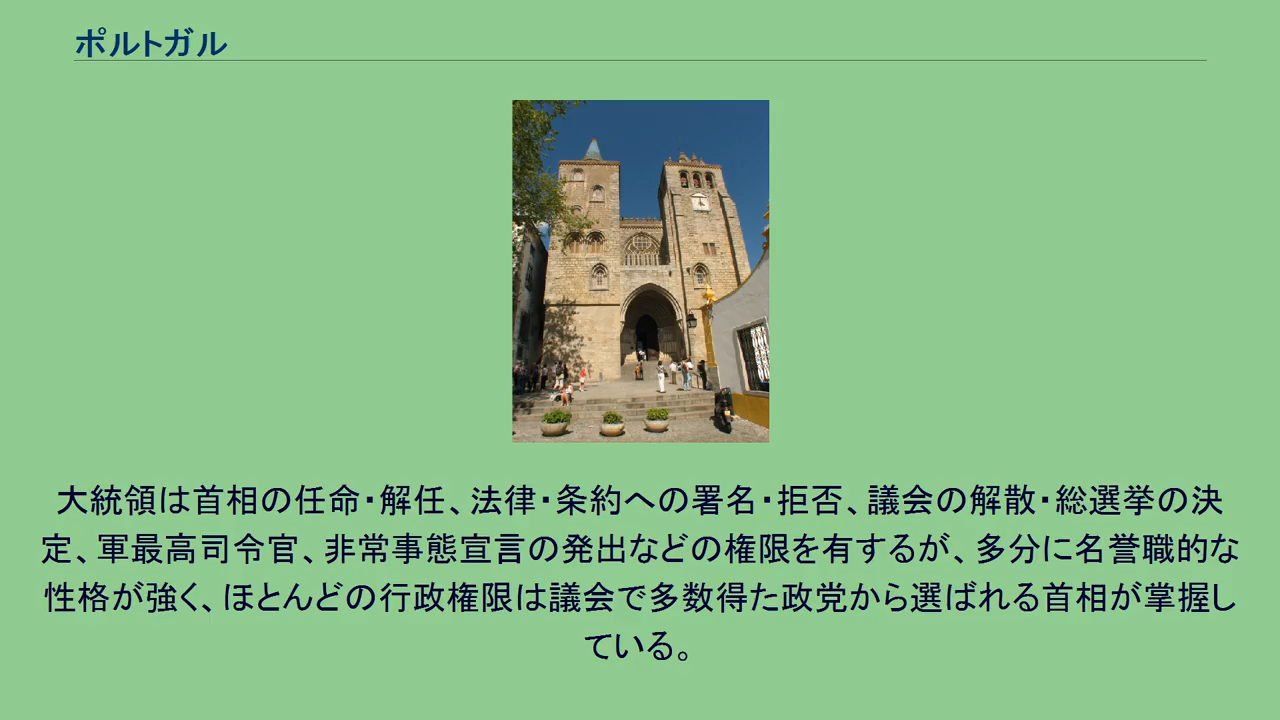 ポルトガル
大統領は首相の任命・解任、法律・条約への署名・拒否、議会の解散・総選挙の決
定、軍最高司令官、非常事態宣言の発出などの権限を有するが、多分に名誉職的な
性格が強く、ほとんどの行政権限は議会で多数得た政党から選ばれる首相が掌握し
ている。